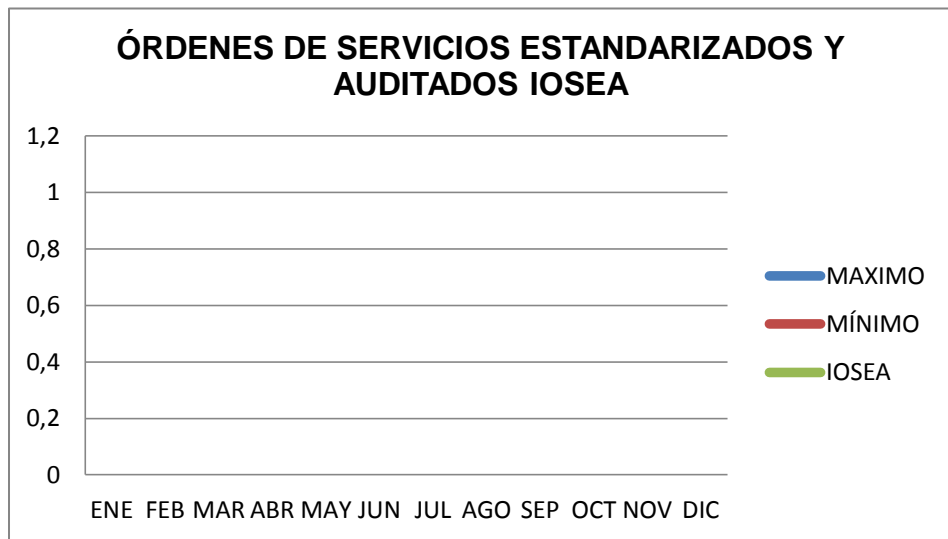 ÓRDENES DE SERVICIOS ESTANDARIZADOS Y
AUDITADOS IOSEA
1,2
1
0,8
0,6
0,4
0,2
0
ENE FEB MAR ABR MAY JUN JUL AGO SEP OCT NOV DIC
MAXIMO
MÍNIMO
IOSEA